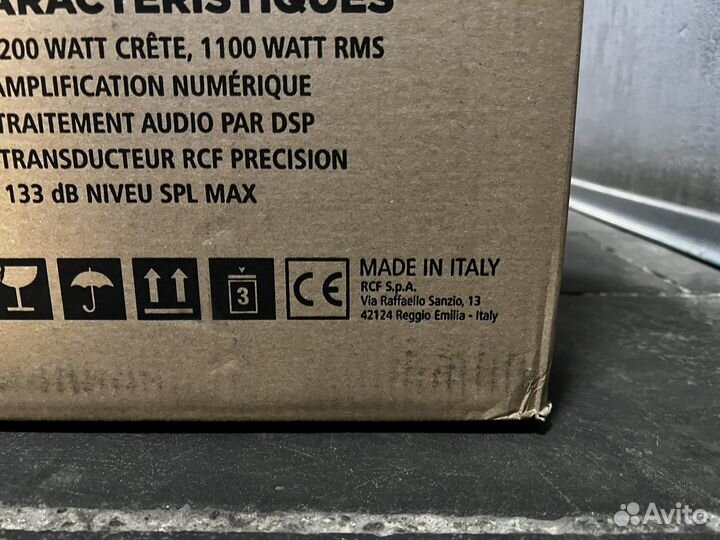 ARACTÉRISTIQUES
200 WATT CRÊTE, 1100 WATT RMS
AMPLIFICATION NUMÉRIQUE
TRAITEMENT AUDIO PAR DSP
TRANSDUCTEUR RCF PRECISION
133 dB NIVEU SPL MAX
3
CE
MADE IN ITALY
RCF S.p.A.
Via Raffaello Sanzio, 13
42124 Reggio Emilia - Italy
Avito